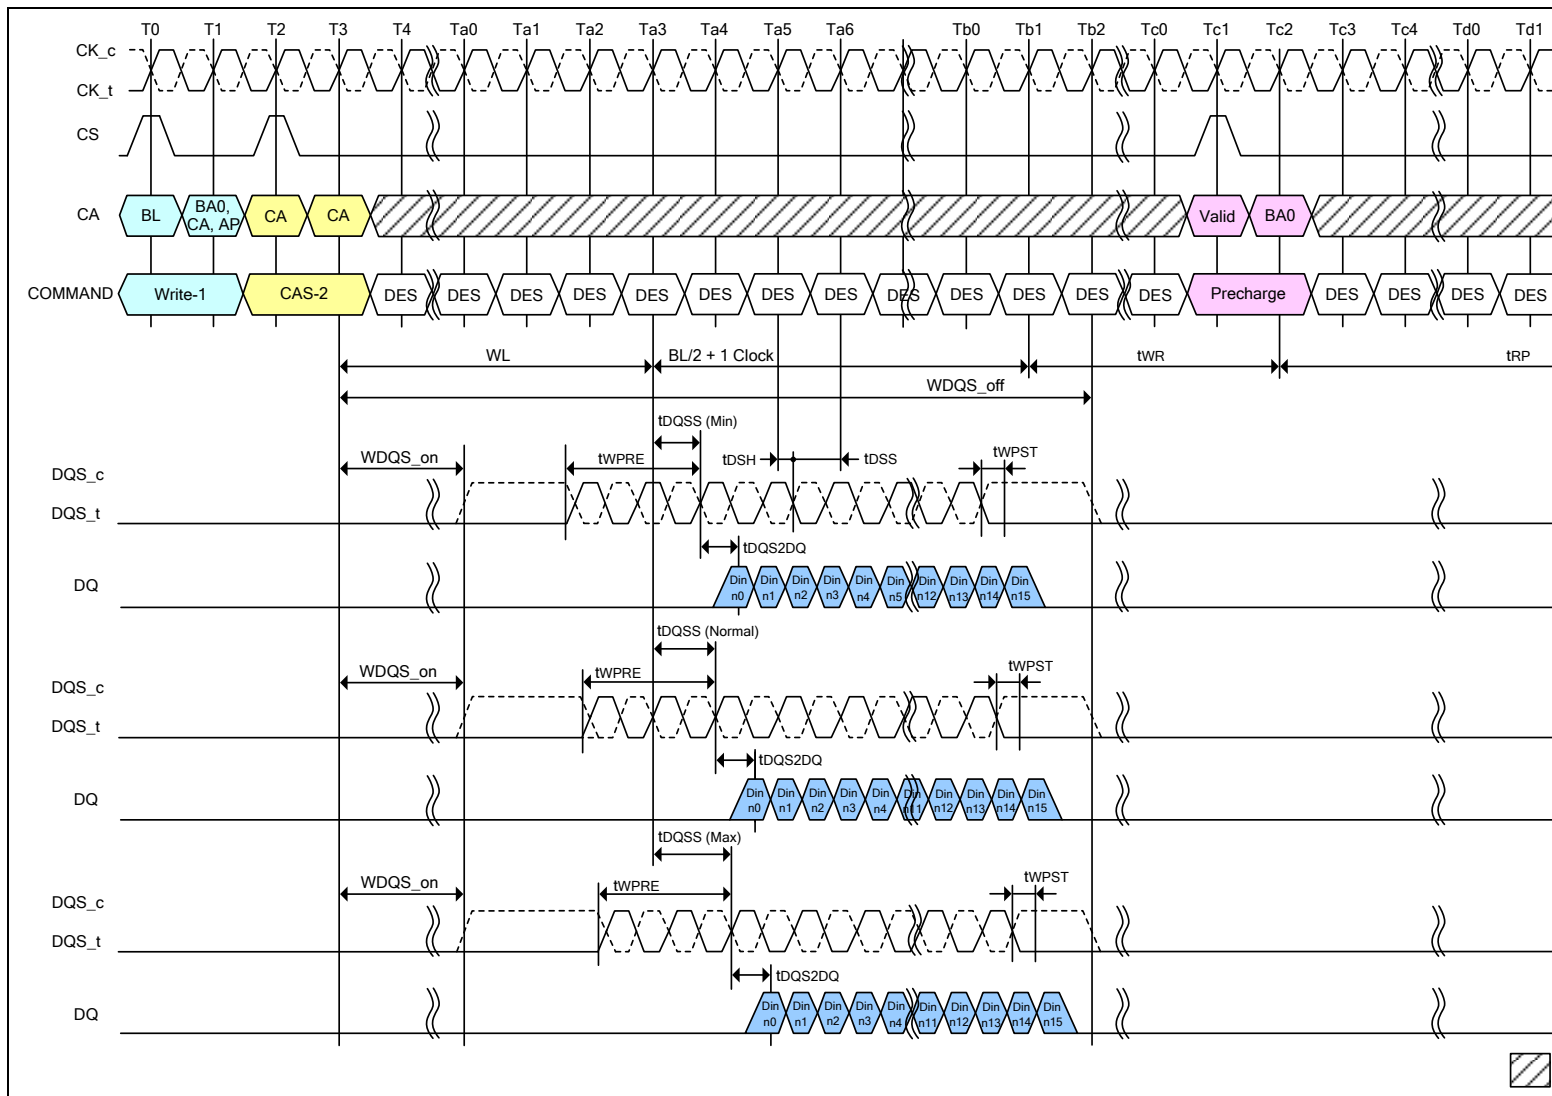 T0 T1 T2 T3 T4 Ta0 Ta1 Ta2 Ta3 Ta4 Ta5 Ta6 Tb0 Tb1 Tb2 Tc0 Tc1 Tc2 Tc3 Tc4 Td0 Td1
CK_c
CK_t
CS
CA BL BA0, CA, AP CA CA Valid BA0
COMMAND Write-1 CAS-2 DES DES DES DES DES DES DES DES DES DES DES DES DES Precharge DES DES DES DES
WL BL/2 + 1 Clock tWR tRP
WDQS_off
tDQSS (Min)
WDQS_on tWPRE tDSH tDSS tWPST
DQS_c
DQS_t
tDQS2DQ
DQ Din n0 Din n1 Din n2 Din n3 Din n4 Din n5 Din n12 Din n13 Din n14 Din n15
tDQSS (Normal)
WDQS_on tWPRE tWPST
DQS_c
DQS_t
tDQS2DQ
DQ Din n0 Din n1 Din n2 Din n3 Din n4 Din n11 Din n12 Din n13 Din n14 Din n15
tDQSS (Max)
WDQS_on tWPRE tWPST
DQS_c
DQS_t
tDQS2DQ
DQ Din n0 Din n1 Din n2 Din n3 Din n4 Din n11 Din n12 Din n13 Din n14 Din n15